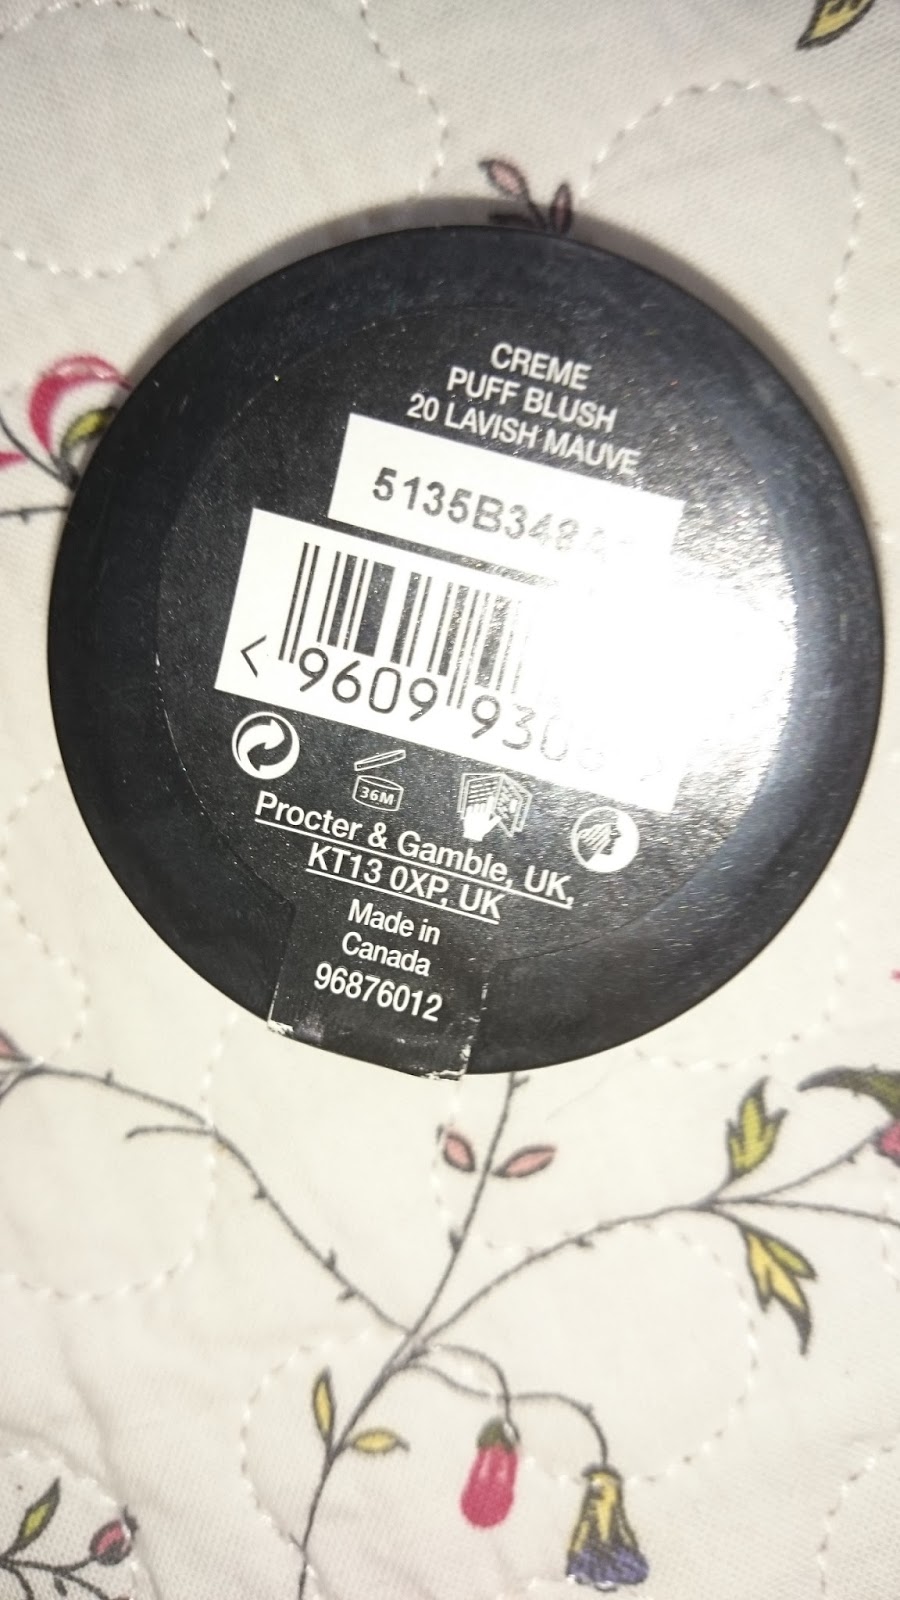 CREME
PUFF BLUSH
20 LAVISH MAUVE
5135B348A
< 9609 930
36M
Procter & Gamble, UK,
KT13 0XP, UK
Made in
Canada
96876012